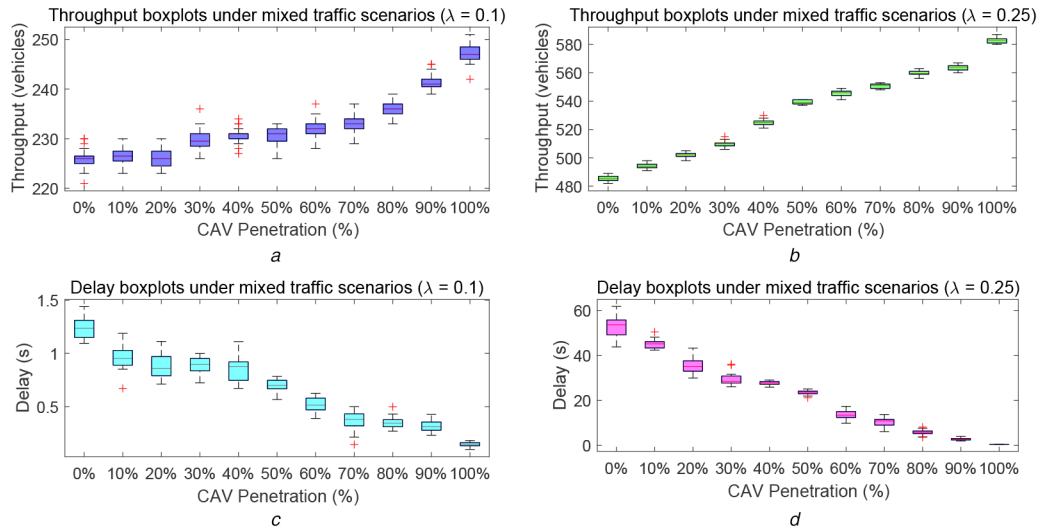 Throughput boxplots under mixed traffic scenarios (λ = 0.1)
Throughput (vehicles)
250
240
230
220
0% 10% 20% 30% 40% 50% 60% 70% 80% 90% 100%
CAV Penetration (%)
a
Throughput boxplots under mixed traffic scenarios (λ = 0.25)
Throughput (vehicles)
580
560
540
520
500
480
0% 10% 20% 30% 40% 50% 60% 70% 80% 90% 100%
CAV Penetration (%)
b
Delay boxplots under mixed traffic scenarios (λ = 0.1)
Delay (s)
1.5
1
0.5
0% 10% 20% 30% 40% 50% 60% 70% 80% 90% 100%
CAV Penetration (%)
c
Delay boxplots under mixed traffic scenarios (λ = 0.25)
Delay (s)
60
40
20
0
0% 10% 20% 30% 40% 50% 60% 70% 80% 90% 100%
CAV Penetration (%)
d